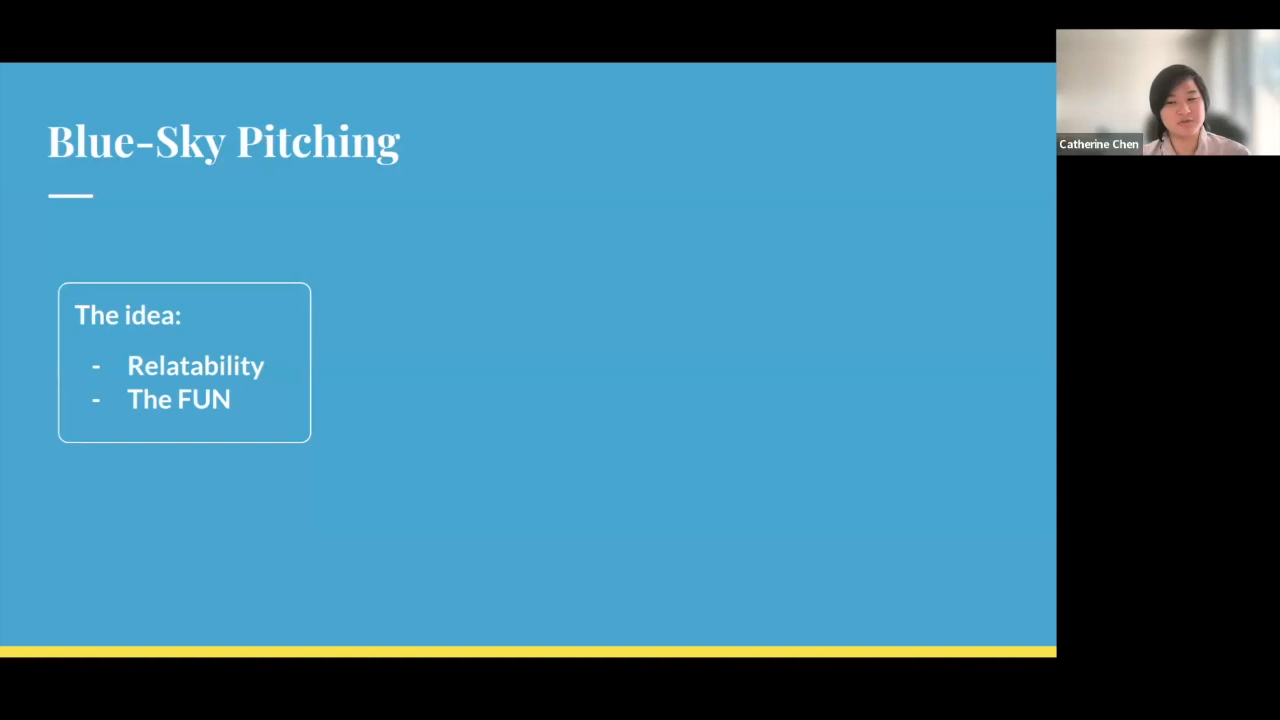 Blue-Sky Pitching
The idea:
- Relatability
- The FUN
Catherine Chen